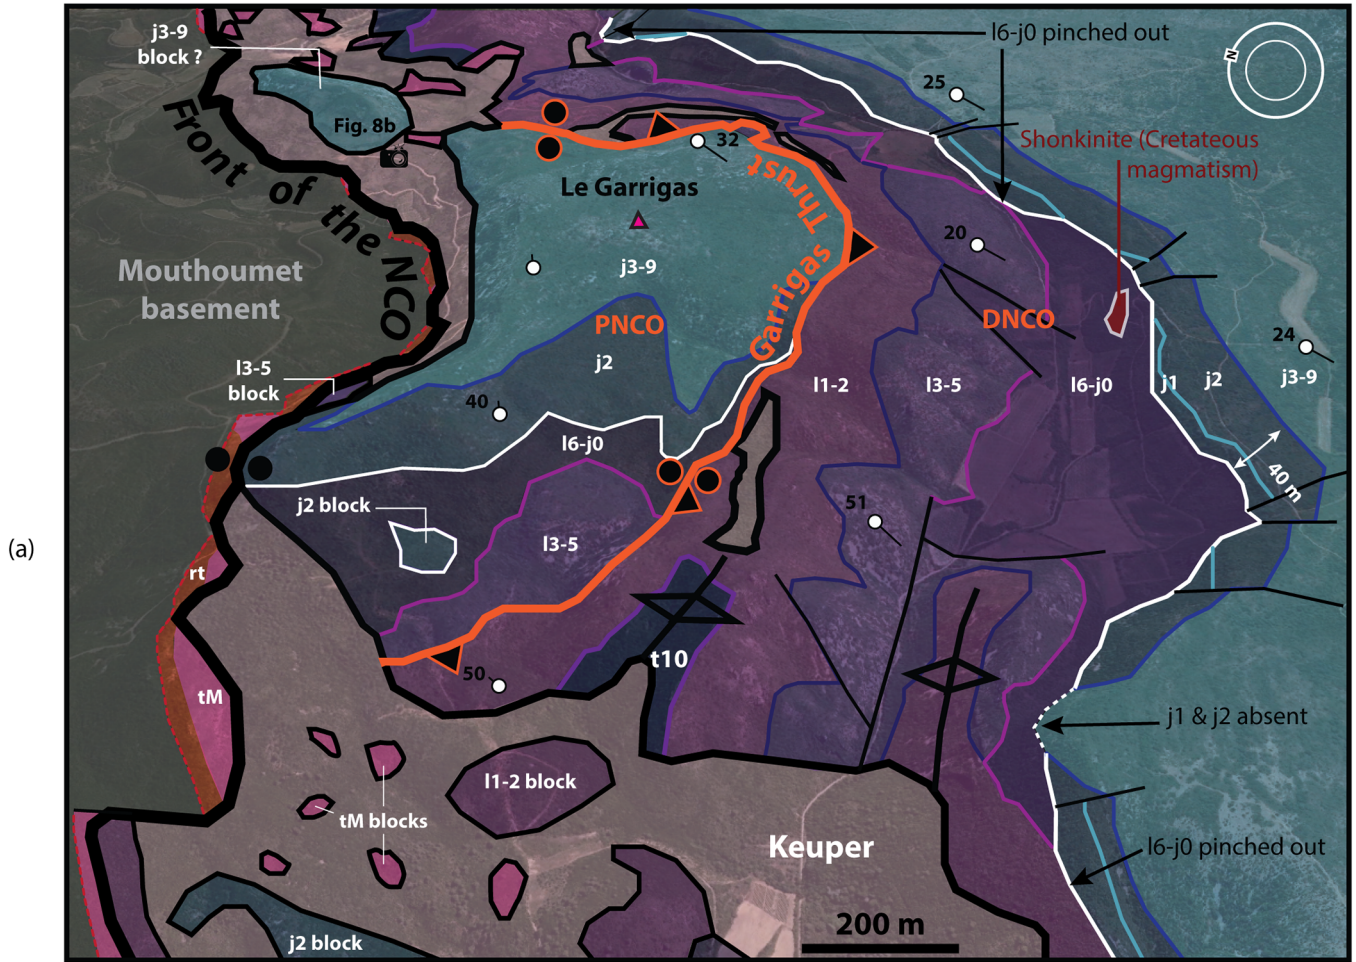 j3-9
block ?
l6-j0 pinched out
N
25
Fig. 8b
32
Shonkinite (Cretateous
magmatism)
Front of the NCO
Le Garrigas
Garrigas Thrust
20
Mouthoumet
basement
j3-9
PNCO
DNCO
24
l3-5
block
j2
l1-2
l3-5
l6-j0
j1
j2
j3-9
40
l6-j0
40 m
j2 block
51
l3-5
(a)
rt
t10
50
tM
j1 & j2 absent
l1-2 block
tM blocks
Keuper
l6-j0 pinched out
200 m
j2 block